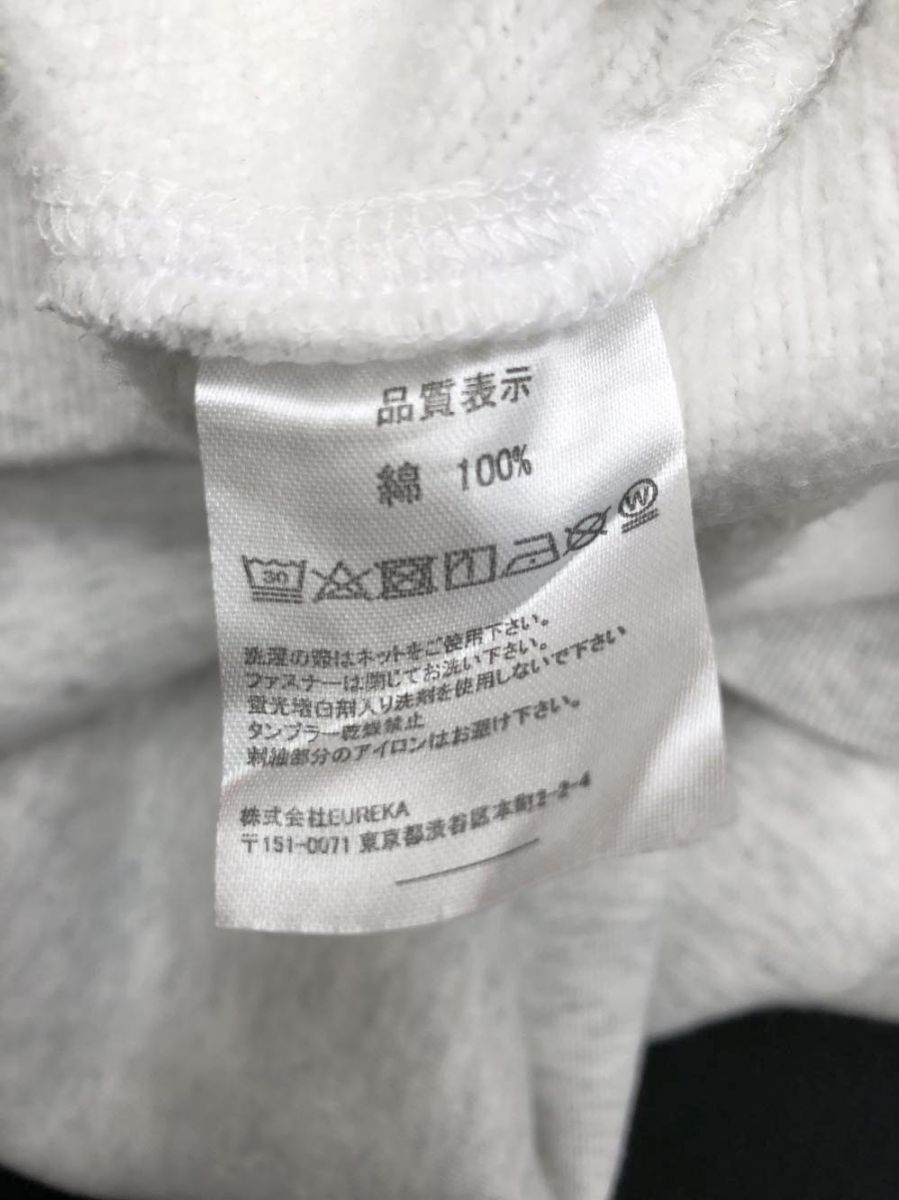 品質表示
綿 100%
30 W
洗濯の際はネットをご使用下さい。
ファスナーは閉じてお洗い下さい。
蛍光増白剤入り洗剤を使用しないで下さい
タンブラー乾燥禁止
刺繍部分のアイロンはお避け下さい。
株式会社EUREKA
〒151-0071 東京都渋谷区本町2-2-4